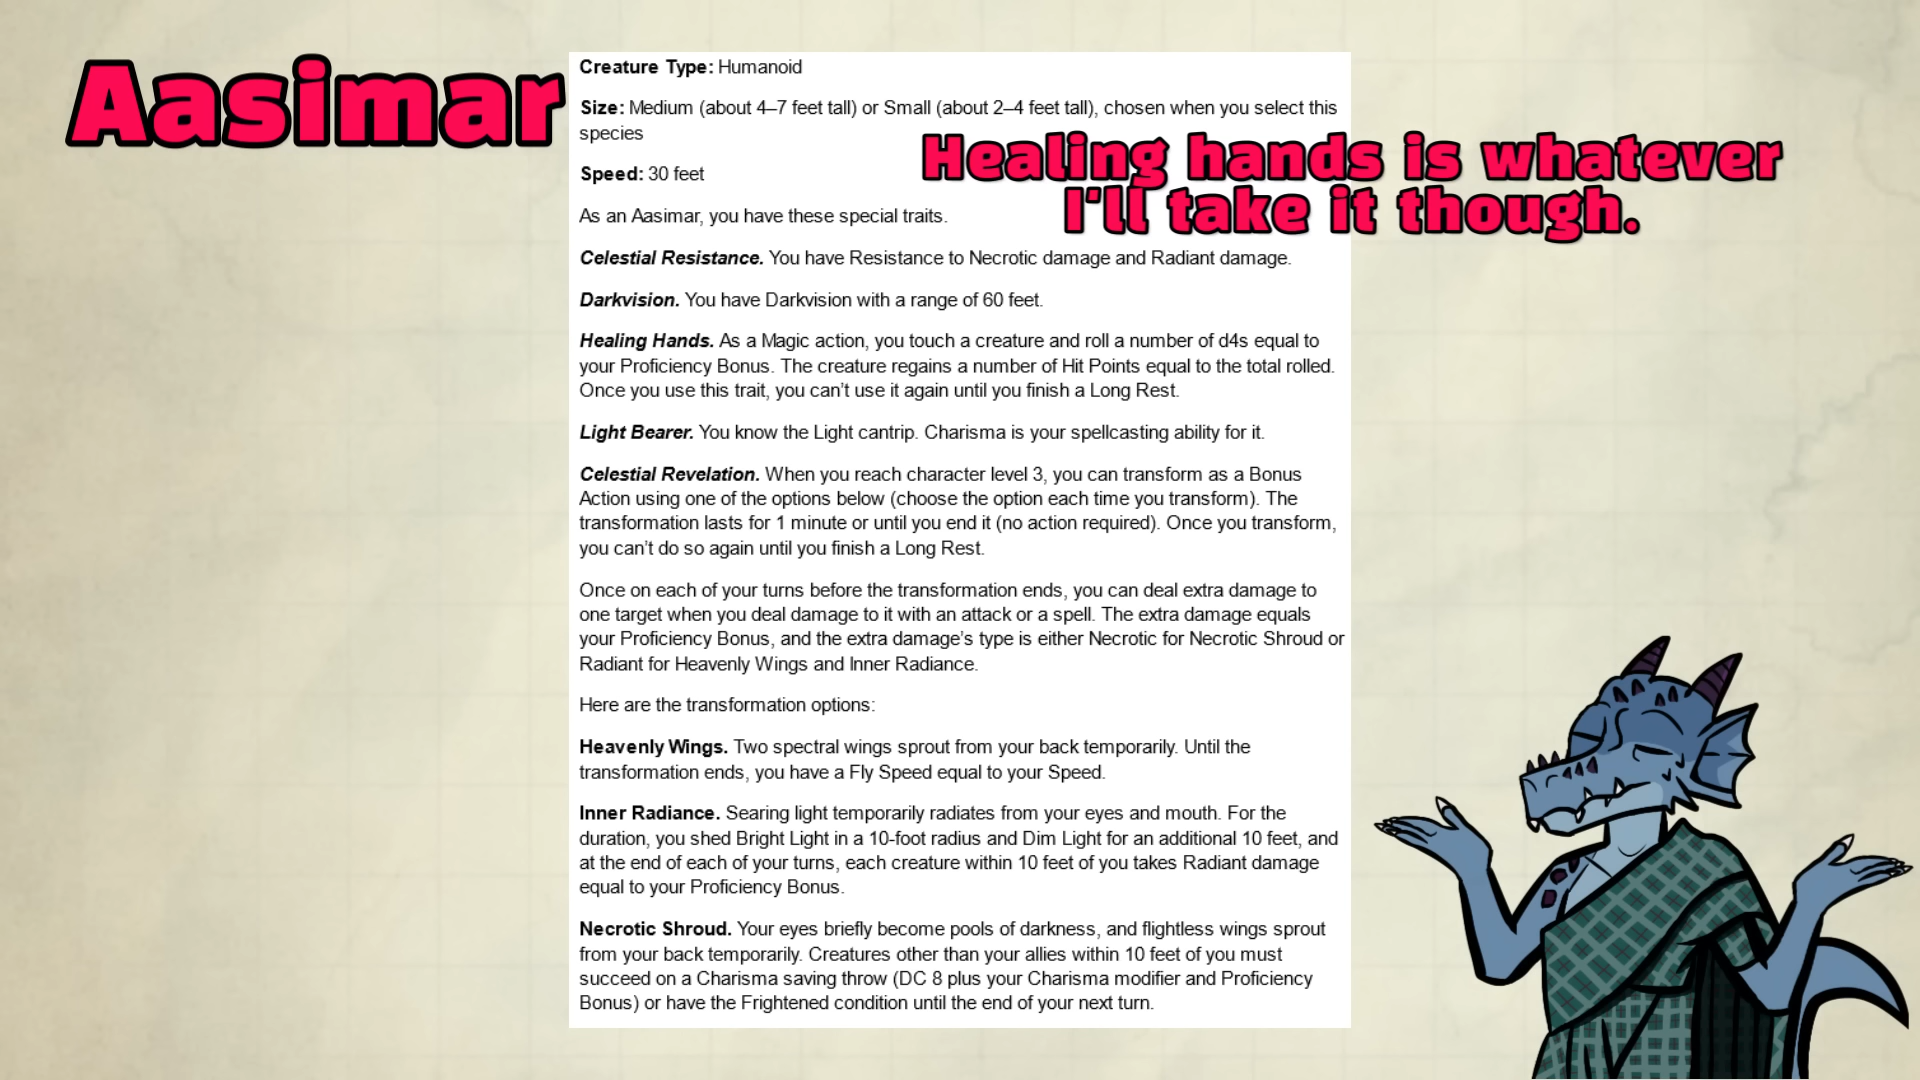 Aasimar
Creature Type: Humanoid
Size: Medium (about 4–7 feet tall) or Small (about 2–4 feet tall), chosen when you select this
species
Healing hands is whatever
I'll take it though.
Speed: 30 feet
As an Aasimar, you have these special traits.
Celestial Resistance. You have Resistance to Necrotic damage and Radiant damage.
Darkvision. You have Darkvision with a range of 60 feet.
Healing Hands. As a Magic action, you touch a creature and roll a number of d4s equal to
your Proficiency Bonus. The creature regains a number of Hit Points equal to the total rolled.
Once you use this trait, you can’t use it again until you finish a Long Rest.
Light Bearer. You know the Light cantrip. Charisma is your spellcasting ability for it.
Celestial Revelation. When you reach character level 3, you can transform as a Bonus
Action using one of the options below (choose the option each time you transform). The
transformation lasts for 1 minute or until you end it (no action required). Once you transform,
you can’t do so again until you finish a Long Rest.
Once on each of your turns before the transformation ends, you can deal extra damage to
one target when you deal damage to it with an attack or a spell. The extra damage equals
your Proficiency Bonus, and the extra damage’s type is either Necrotic for Necrotic Shroud or
Radiant for Heavenly Wings and Inner Radiance.
Here are the transformation options:
Heavenly Wings. Two spectral wings sprout from your back temporarily. Until the
transformation ends, you have a Fly Speed equal to your Speed.
Inner Radiance. Searing light temporarily radiates from your eyes and mouth. For the
duration, you shed Bright Light in a 10-foot radius and Dim Light for an additional 10 feet, and
at the end of each of your turns, each creature within 10 feet of you takes Radiant damage
equal to your Proficiency Bonus.
Necrotic Shroud. Your eyes briefly become pools of darkness, and flightless wings sprout
from your back temporarily. Creatures other than your allies within 10 feet of you must
succeed on a Charisma saving throw (DC 8 plus your Charisma modifier and Proficiency
Bonus) or have the Frightened condition until the end of your next turn.